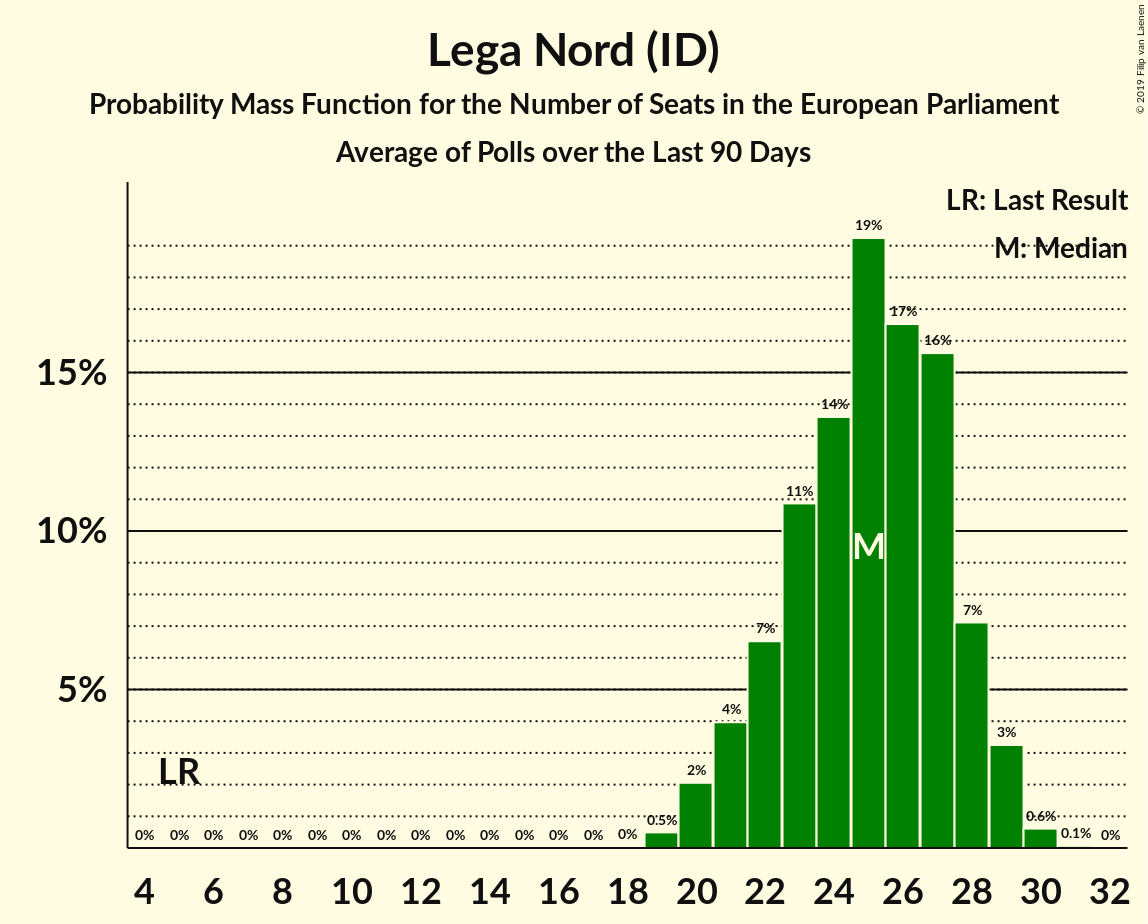 Lega Nord (ID)
Probability Mass Function for the Number of Seats in the European Parliament
Average of Polls over the Last 90 Days
© 2019 Filip van Laenen
LR: Last Result
M: Median
19%
17%
16%
15%
14%
11%
10%
M
7%
7%
5%
4%
3%
2%
LR
0% 0% 0% 0% 0% 0% 0% 0% 0% 0% 0% 0% 0% 0% 0% 0.5% 0.6% 0.1% 0%
4 6 8 10 12 14 16 18 20 22 24 26 28 30 32